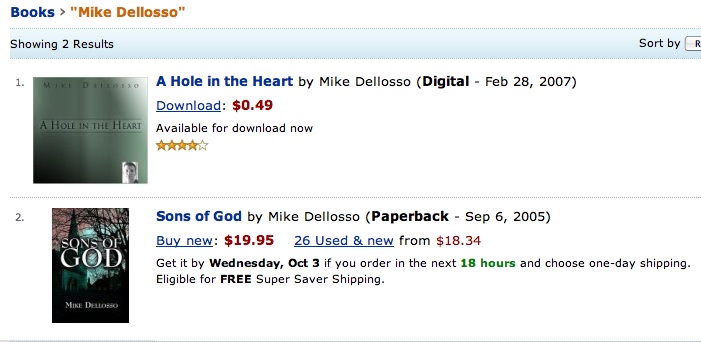 Books > "Mike Dellosso"
Showing 2 Results
Sort by R
1.
MIKE DELLOSSO
A HOLE IN THE HEART
A Hole in the Heart by Mike Dellosso (Digital - Feb 28, 2007)
Download: $0.49
Available for download now
2.
SONS OF
GOD
MIKE DELLOSSO
Sons of God by Mike Dellosso (Paperback - Sep 6, 2005)
Buy new: $19.95 26 Used & new from $18.34
Get it by Wednesday, Oct 3 if you order in the next 18 hours and choose one-day shipping.
Eligible for FREE Super Saver Shipping.